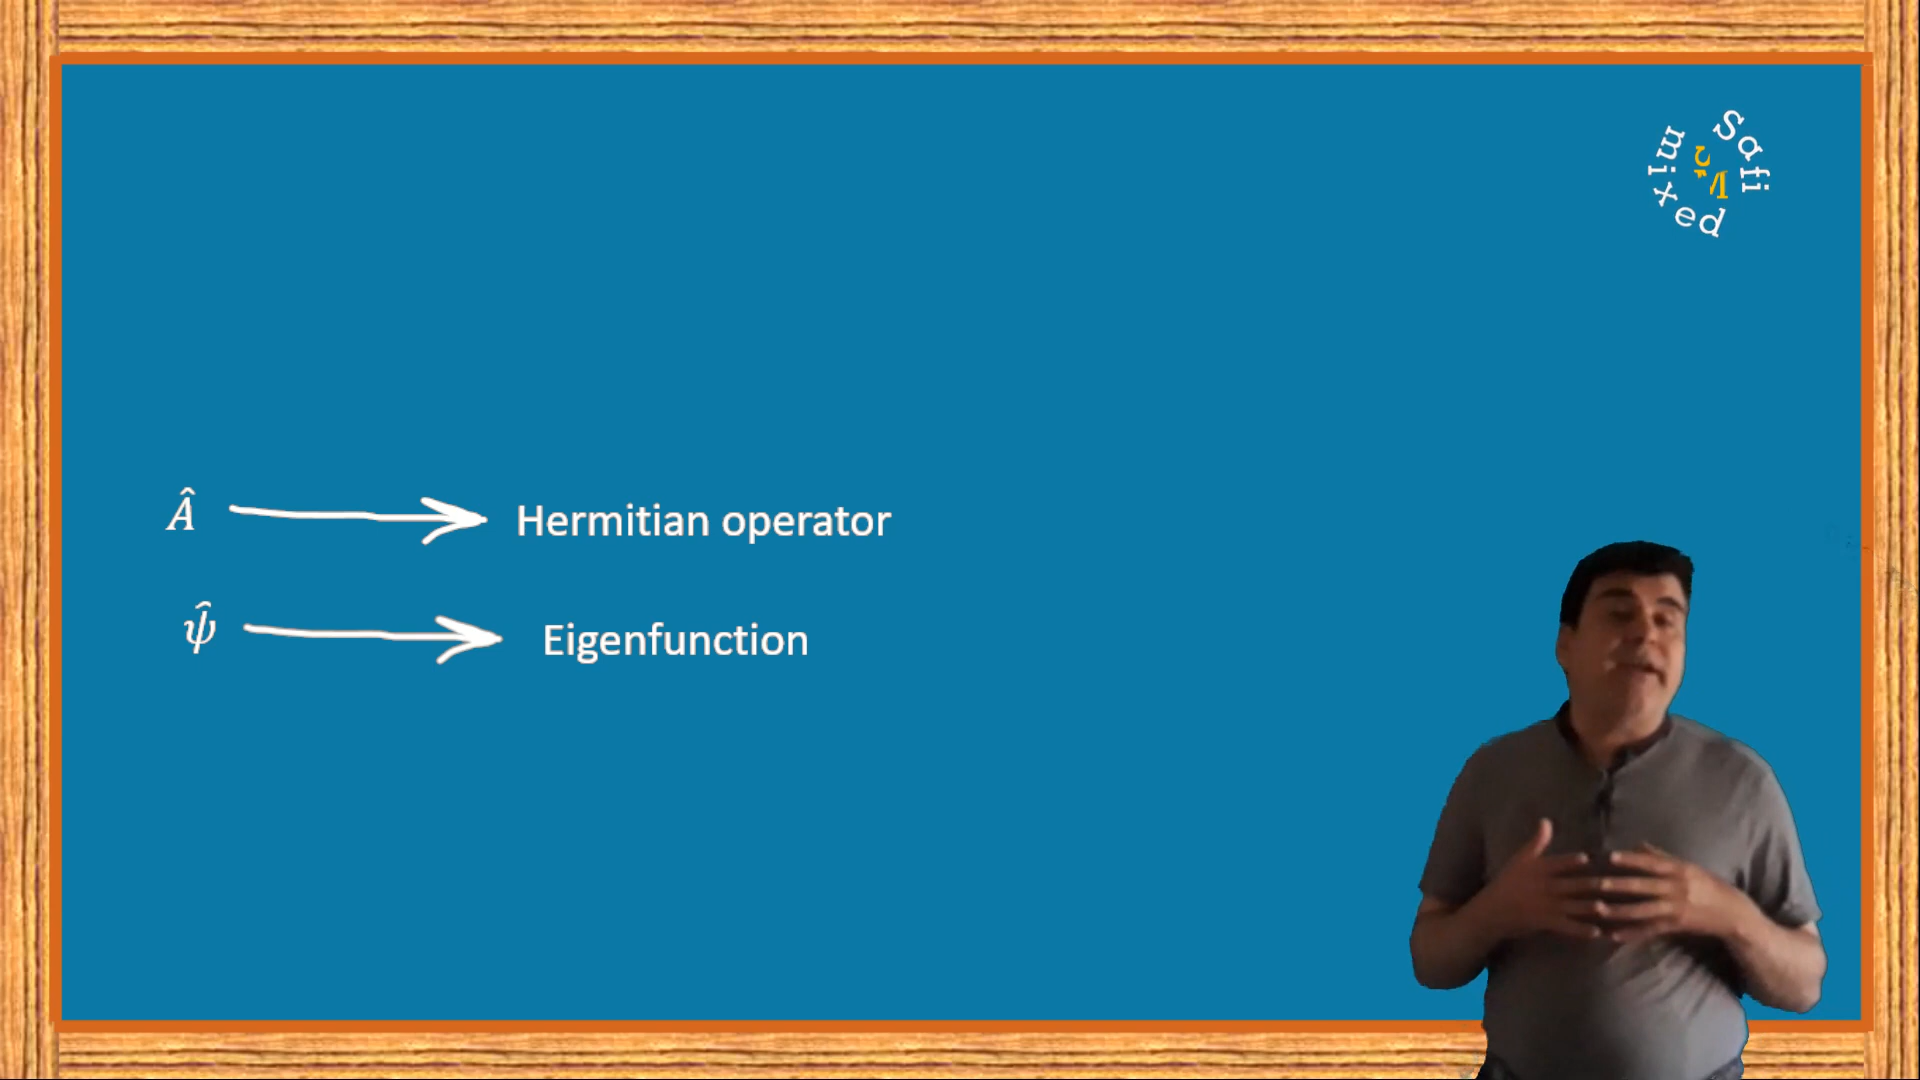 Safi
mixed
Â Hermitian operator
ψ̂ Eigenfunction